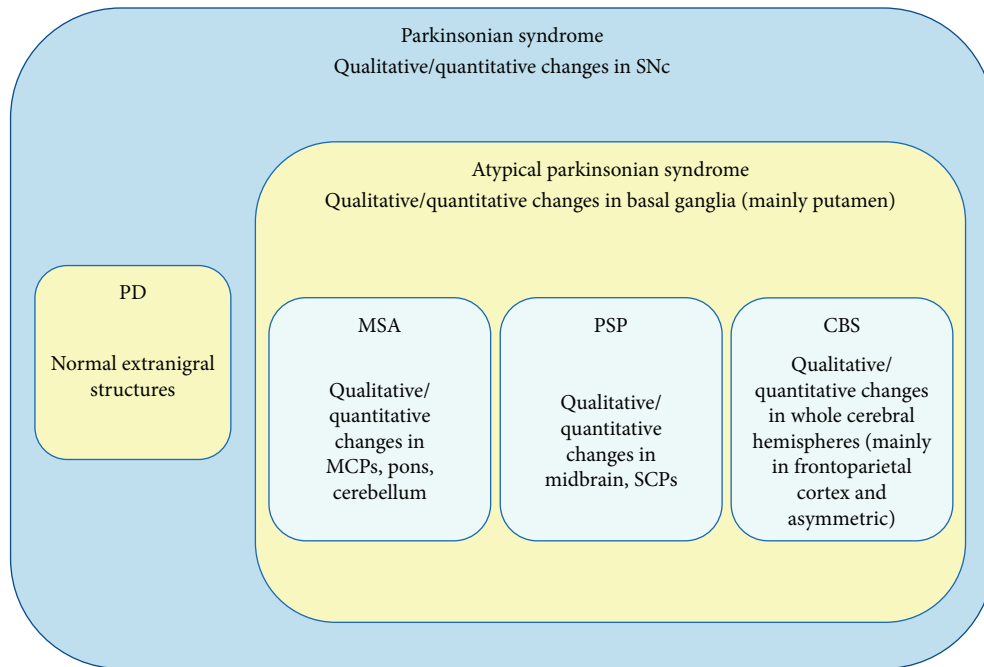 Parkinsonian syndrome
Qualitative/quantitative changes in SNc
Atypical parkinsonian syndrome
Qualitative/quantitative changes in basal ganglia (mainly putamen)
PD
Normal extranigral
structures
MSA
Qualitative/
quantitative
changes in
MCPs, pons,
cerebellum
PSP
Qualitative/
quantitative
changes in
midbrain, SCPs
CBS
Qualitative/
quantitative changes
in whole cerebral
hemispheres (mainly
in frontoparietal
cortex and
asymmetric)